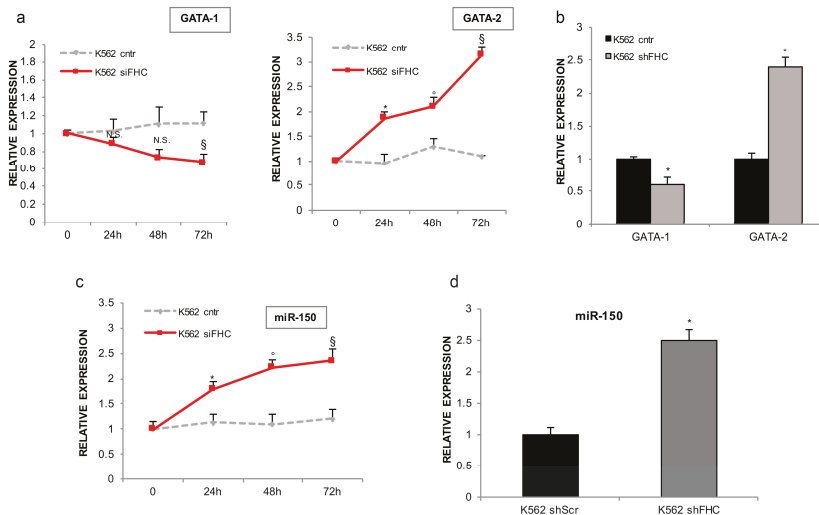 a
GATA-1
RELATIVE EXPRESSION
2
1.8
1.6
1.4
1.2
1
0.8
0.6
0.4
0.2
0
K562 cntr
K562 siFHC
N.S.
N.S.
§
0 24h 48h 72h
GATA-2
RELATIVE EXPRESSION
3.5
3
2.5
2
1.5
1
0.5
0
K562 cntr
K562 siFHC
*
°
§
0 24h 48h 72h
b
RELATIVE EXPRESSION
3
2.5
2
1.5
1
0.5
0
K562 cntr
K562 shFHC
*
°
GATA-1 GATA-2
c
miR-150
RELATIVE EXPRESSION
3.5
3
2.5
2
1.5
1
0.5
0
K562 cntr
K562 siFHC
*
°
§
0 24h 48h 72h
d
miR-150
RELATIVE EXPRESSION
3
2.5
2
1.5
1
0.5
0
*
K562 shScr K562 shFHC